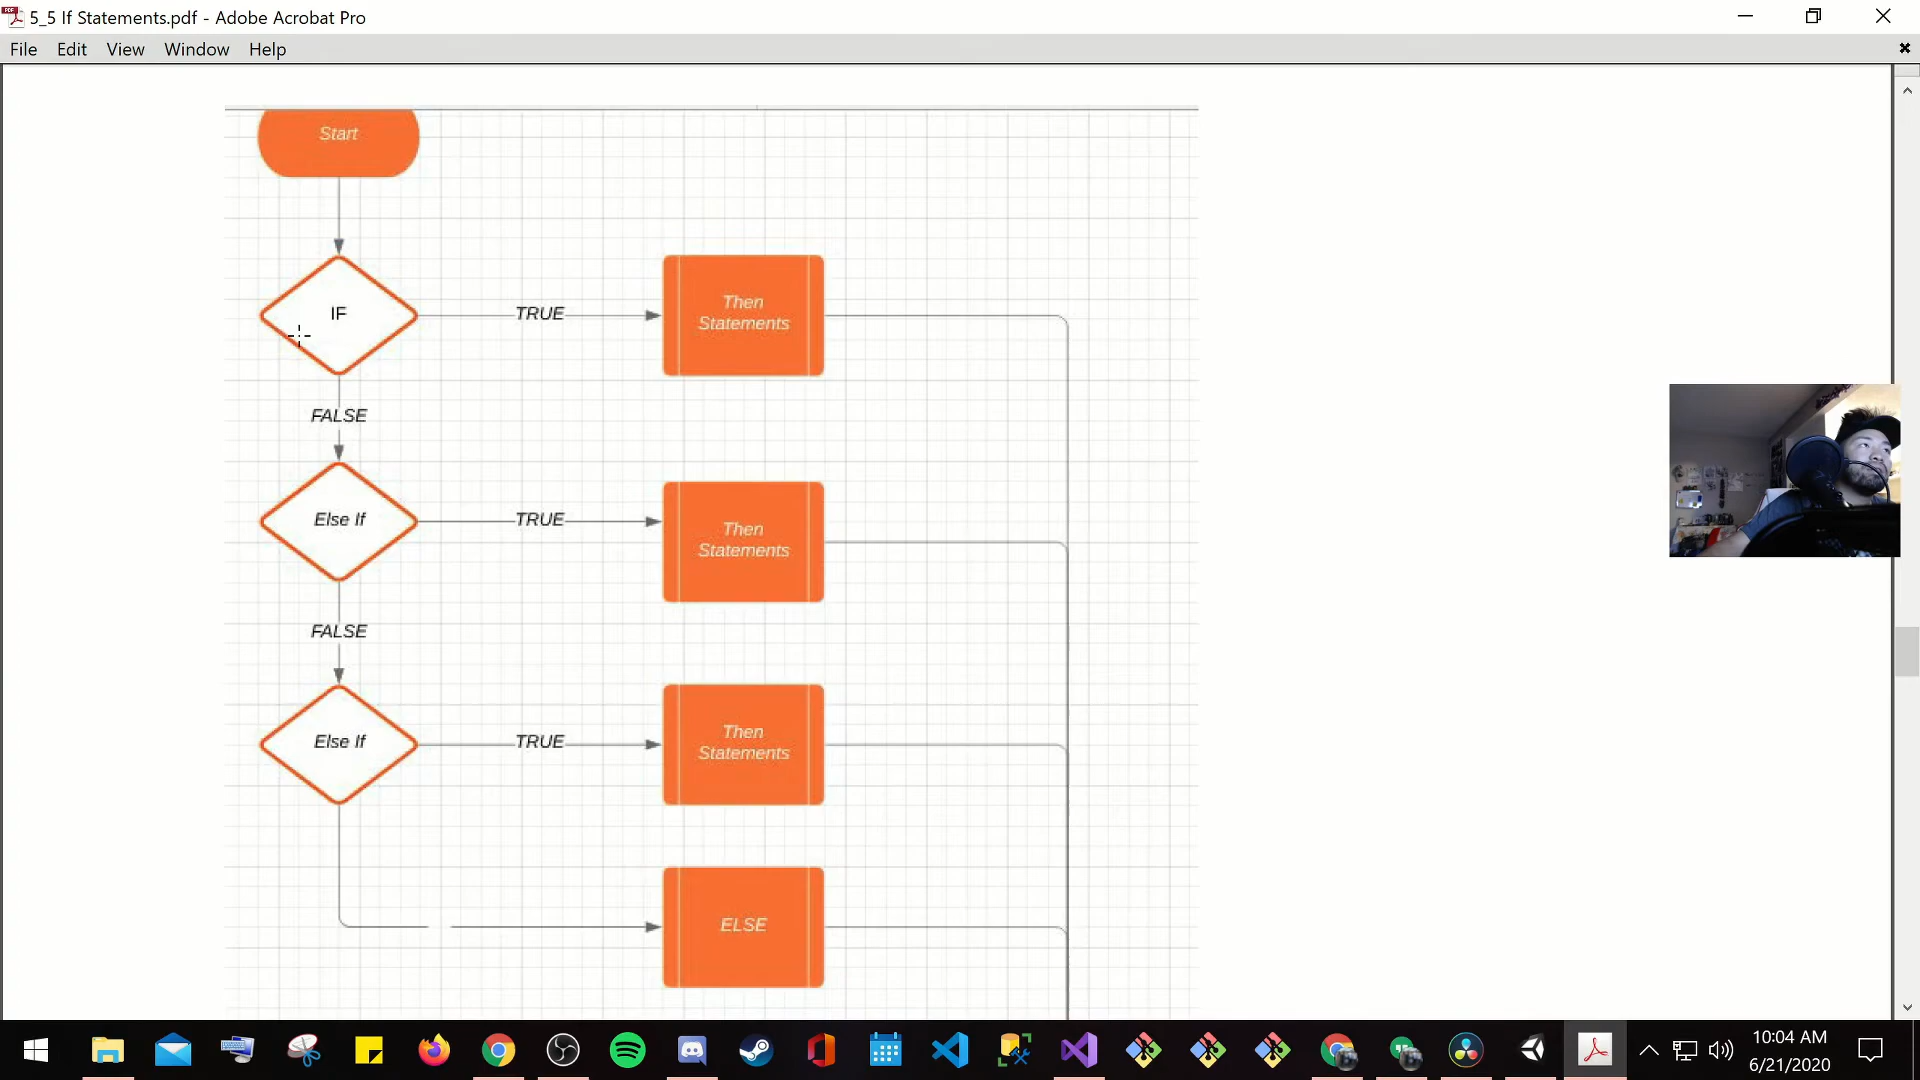 5_5 If Statements.pdf - Adobe Acrobat Pro
File Edit View Window Help
Start
IF
TRUE
Then
Statements
FALSE
Else If
TRUE
Then
Statements
FALSE
Else If
TRUE
Then
Statements
ELSE
10:04 AM
6/21/2020